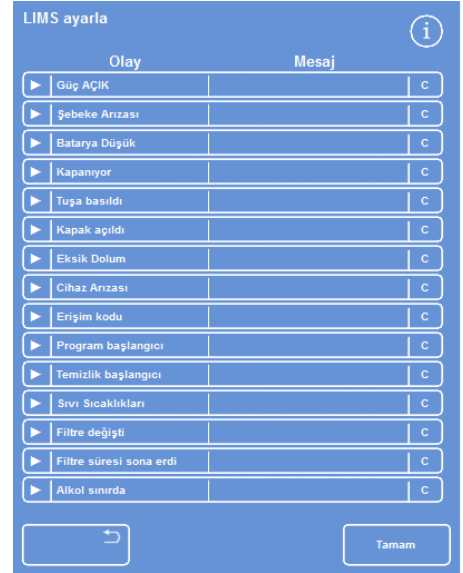 LIMS ayarla
i
Olay Mesaj
Güç AÇIK C
Şebeke Arızası C
Batarya Düşük C
Kapanıyor C
Tuşa basıldı C
Kapak açıldı C
Eksik Dolum C
Cihaz Arızası C
Erişim kodu C
Program başlangıcı C
Temizlik başlangıcı C
Sıvı Sıcaklıkları C
Filtre değişti C
Filtre süresi sona erdi C
Alkol sınırda C
Tamam